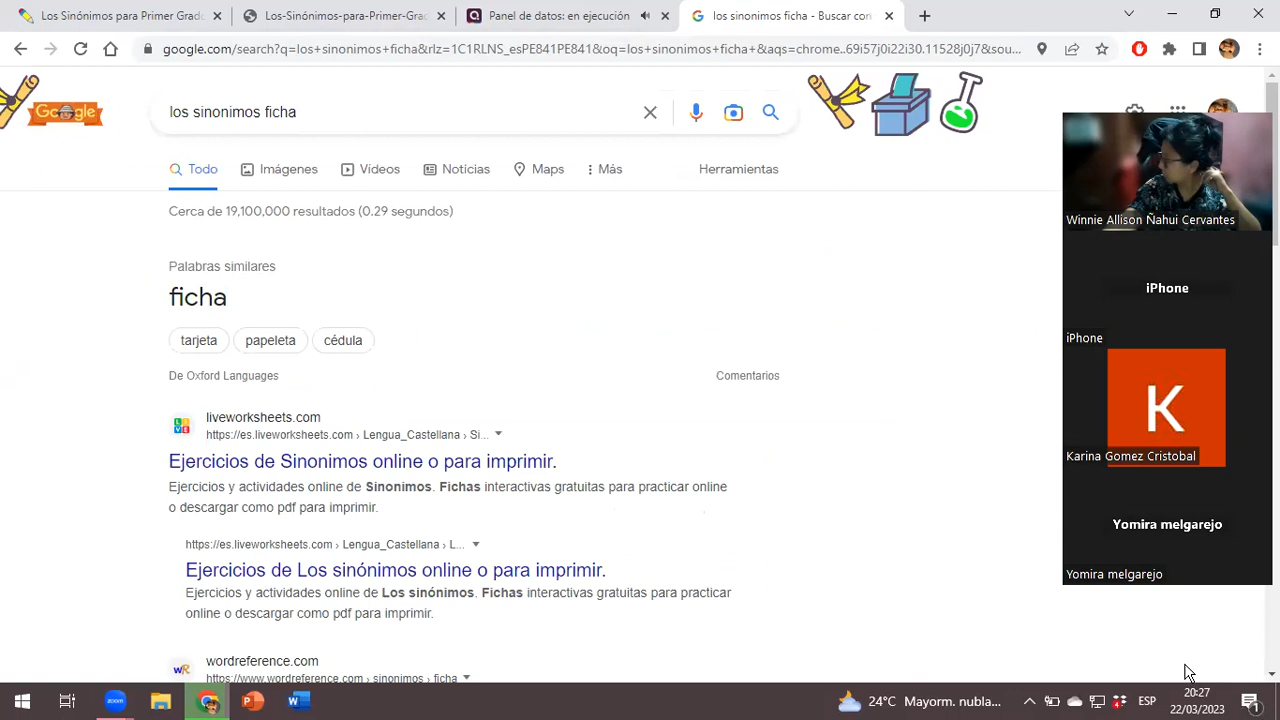 Los Sinónimos para Primer Gradu
Los-Sinónimos-para-Primer-Grac
Panel de datos: en ejecución
los sinonimos ficha - Buscar con
google.com/search?q=los+sinonimos+ficha&rlz=1C1RLNS_esPE841PE841&oq=los+sinonimos+ficha+&aqs=chrome..69i57j0i22i30.11528j0j7&sou...
los sinonimos ficha
Todo
Imágenes
Vídeos
Noticias
Maps
Más
Herramientas
Cerca de 19,100,000 resultados (0.29 segundos)
Palabras similares
ficha
tarjeta
papeleta
cédula
De Oxford Languages
Comentarios
liveworksheets.com
https://es.liveworksheets.com › Lengua_Castellana › Si...
Ejercicios de Sinonimos online o para imprimir.
Ejercicios y actividades online de Sinonimos. Fichas interactivas gratuitas para practicar online
o descargar como pdf para imprimir.
https://es.liveworksheets.com › Lengua_Castellana › L...
Ejercicios de Los sinónimos online o para imprimir.
Ejercicios y actividades online de Los sinónimos. Fichas interactivas gratuitas para practicar
online o descargar como pdf para imprimir.
wordreference.com
https://www.wordreference.com › sinonimos › ficha
Winnie Allison Ñahui Cervantes
iPhone
iPhone
K
Karina Gomez Cristobal
Yomira melgarejo
Yomira melgarejo
zoom
24°C Mayorm. nubla...
ESP
20:27
22/03/2023